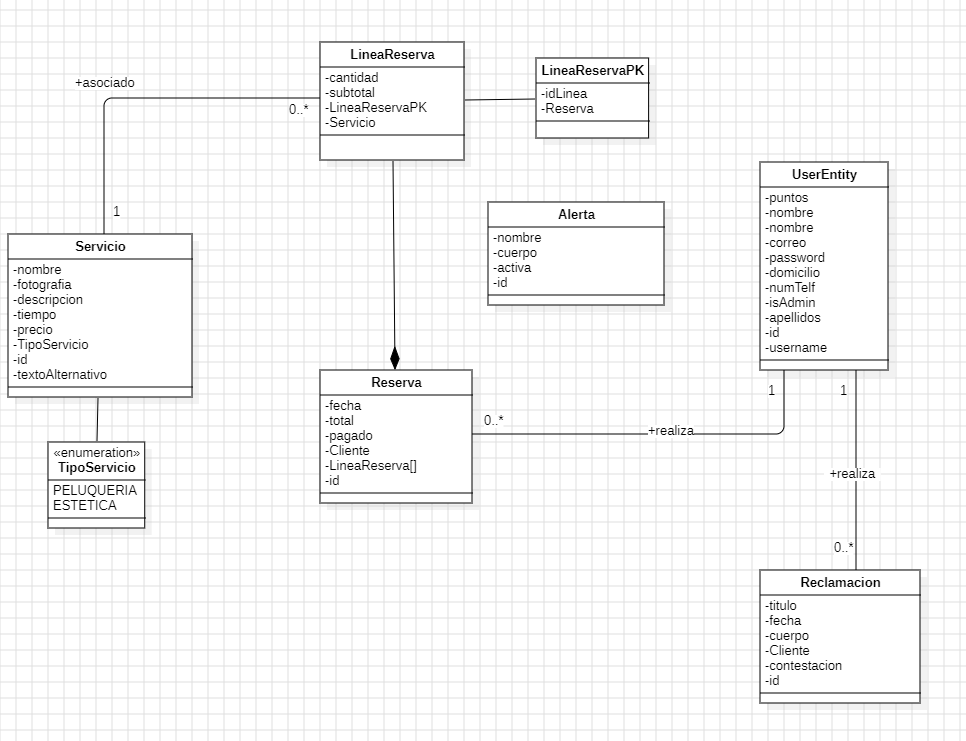 LineaReserva
-cantidad
-subtotal
-LineaReservaPK
-Servicio
LineaReservaPK
-idLinea
-Reserva
+asociado
0..*
1
UserEntity
-puntos
-nombre
-nombre
-correo
-password
-domicilio
-numTelf
-isAdmin
-apellidos
-id
-username
Alerta
-nombre
-cuerpo
-activa
-id
Servicio
-nombre
-fotografia
-descripcion
-tiempo
-precio
-TipoServicio
-id
-textoAlternativo
Reserva
-fecha
-total
-pagado
-Cliente
-LineaReserva[]
-id
0..*
+realiza
1
1
+realiza
0..*
«enumeration»
TipoServicio
PELUQUERIA
ESTETICA
Reclamacion
-titulo
-fecha
-cuerpo
-Cliente
-contestacion
-id